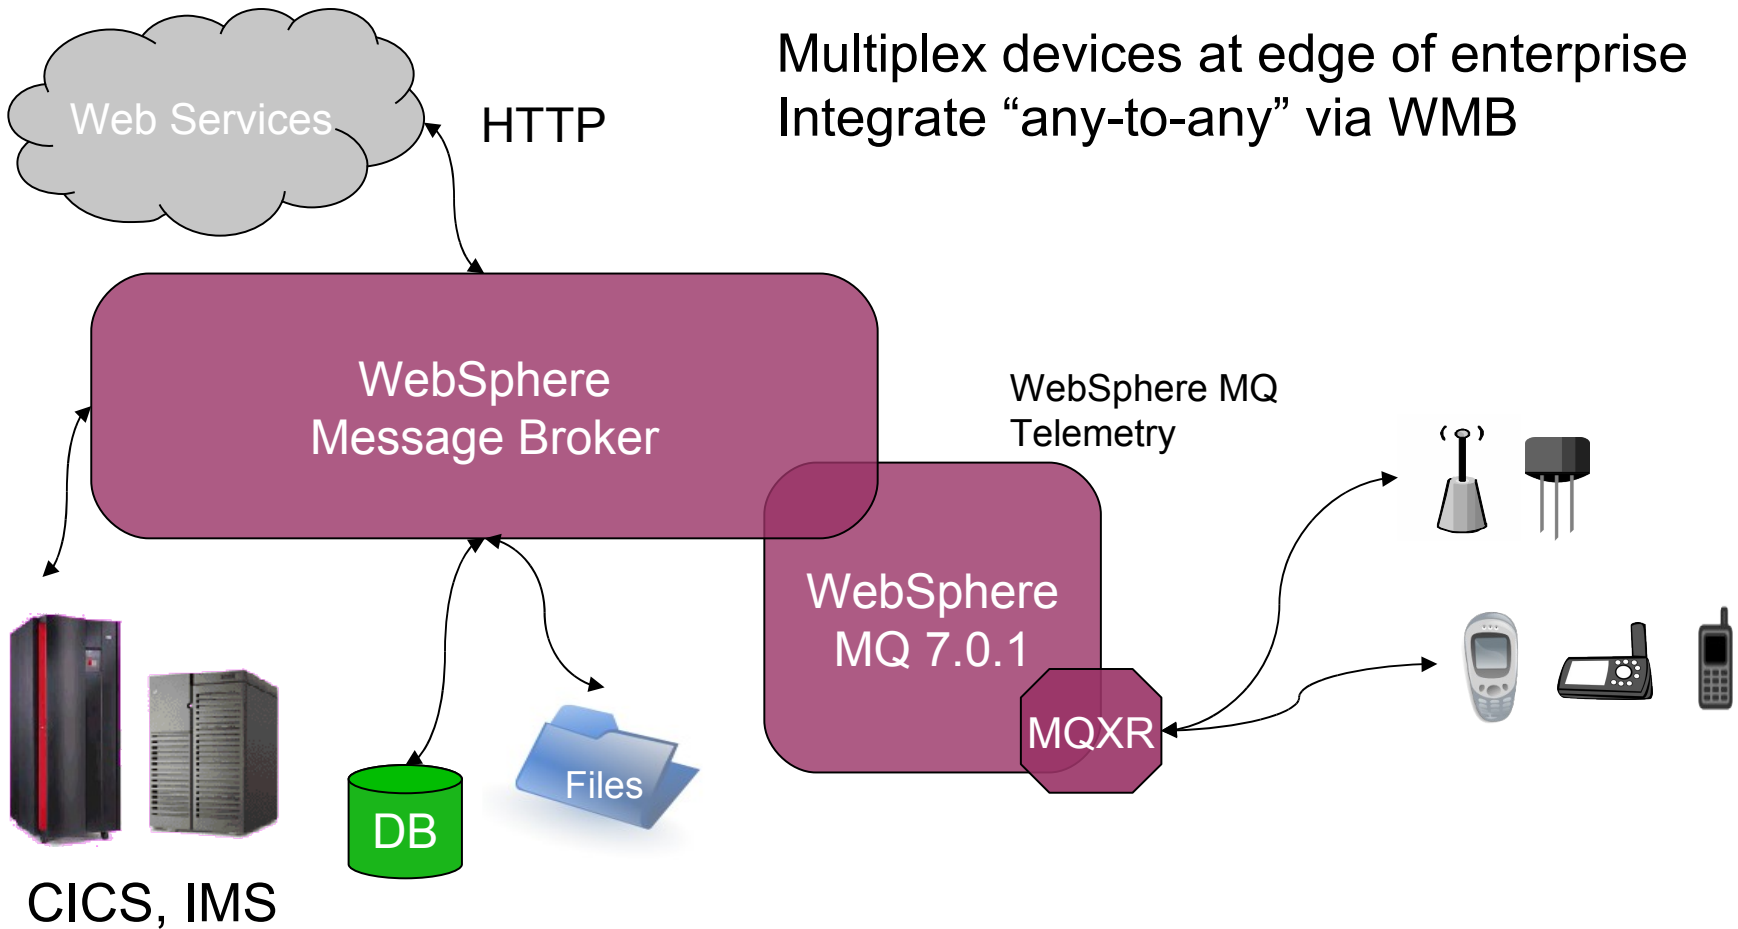 Multiplex devices at edge of enterprise
Integrate “any-to-any” via WMB
Web Services
HTTP
WebSphere
Message Broker
WebSphere MQ
Telemetry
WebSphere
MQ 7.0.1
MQXR
Files
DB
CICS, IMS